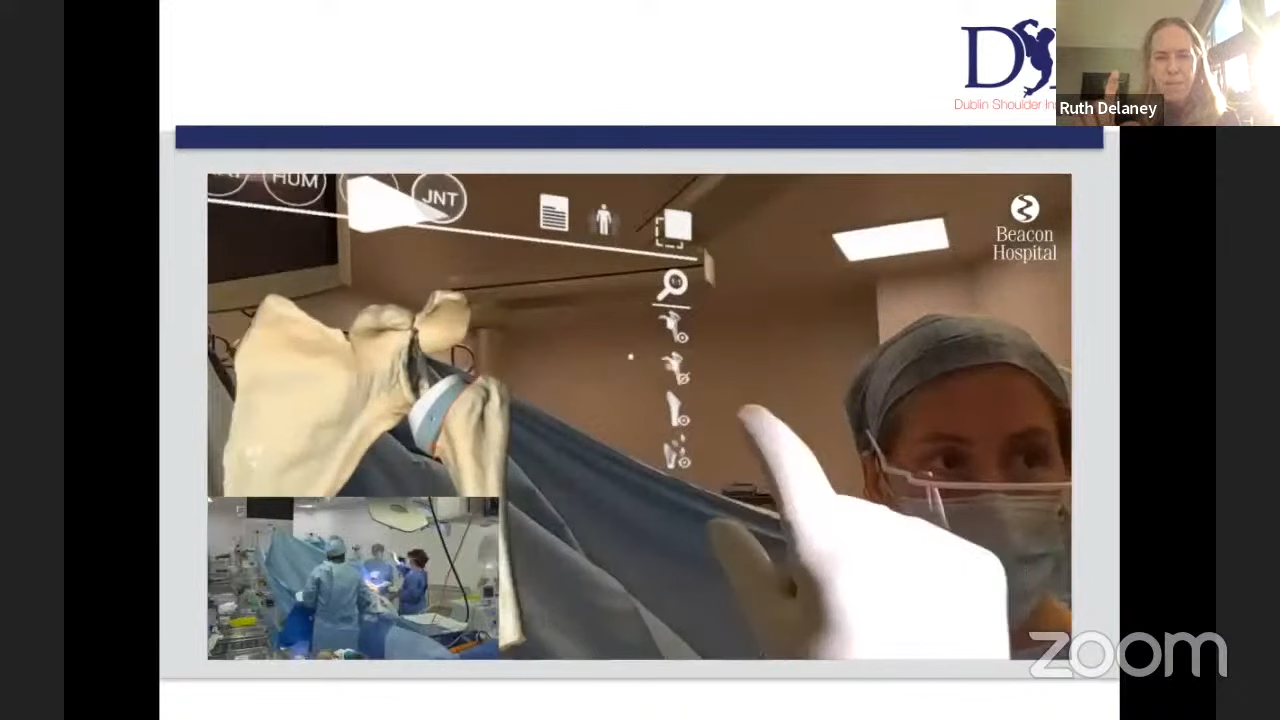 D
Dublin Shoulder In
Ruth Delaney
HUM
JNT
Beacon
Hospital
zoom